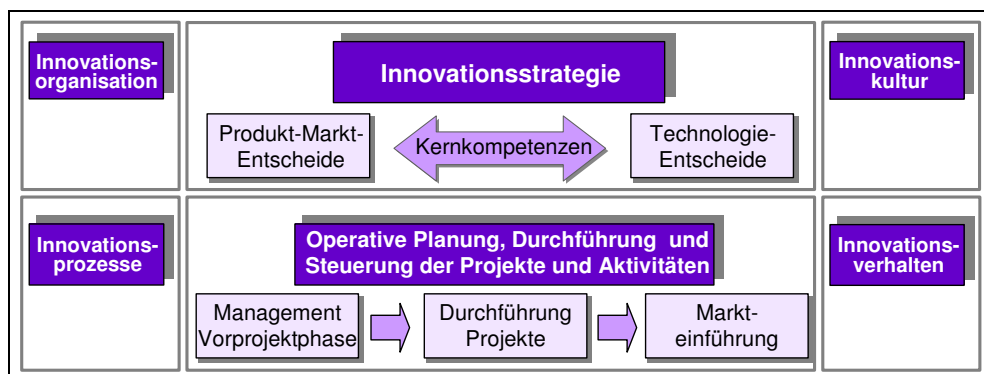 Innovations-
organisation
Innovationsstrategie
Innovations-
kultur
Produkt-Markt-
Entscheide
Kernkompetenzen
Technologie-
Entscheide
Innovations-
prozesse
Operative Planung, Durchführung und
Steuerung der Projekte und Aktivitäten
Innovations-
verhalten
Management
Vorprojektphase
Durchführung
Projekte
Markt-
einführung